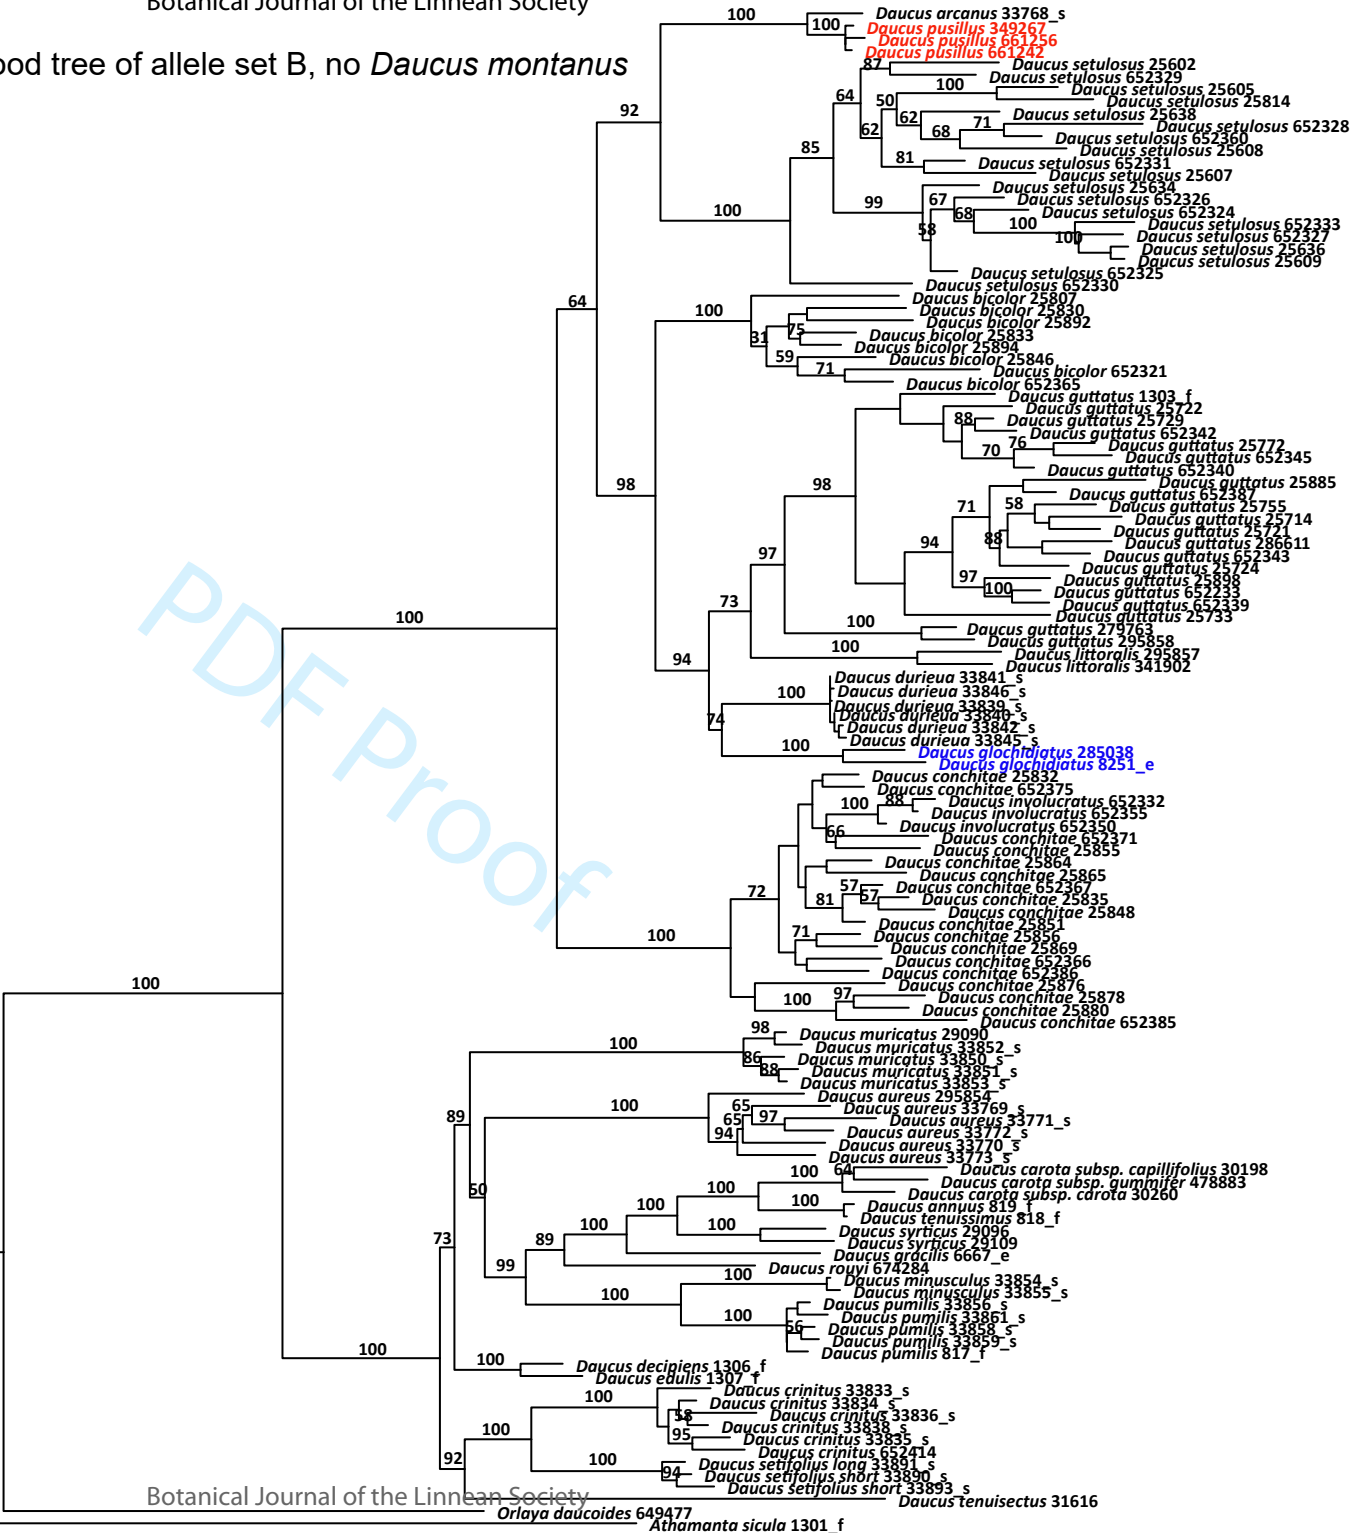 Botanical Journal of the Linnean Society
ood tree of allele set B, no Daucus montanus
100
Daucus arcanus 33768_s
100
Daucus pusillus 349267
Daucus pusillus 661256
Daucus pusillus 661242
87
Daucus setulosus 25602
Daucus setulosus 652329
100
Daucus setulosus 25605
64
50
Daucus setulosus 25814
92
62
Daucus setulosus 25638
71
Daucus setulosus 652328
62
68
Daucus setulosus 652360
85
Daucus setulosus 25608
81
Daucus setulosus 652331
Daucus setulosus 25607
Daucus setulosus 25634
99
67
Daucus setulosus 652326
100
68
Daucus setulosus 652324
58
100
Daucus setulosus 652333
100
Daucus setulosus 652327
Daucus setulosus 25636
Daucus setulosus 25609
Daucus setulosus 652325
Daucus setulosus 652330
64
Daucus bicolor 25807
100
Daucus bicolor 25830
Daucus bicolor 25892
31
75
Daucus bicolor 25833
Daucus bicolor 25894
59
Daucus bicolor 25846
71
Daucus bicolor 652321
Daucus bicolor 652365
Daucus guttatus 1303_f
Daucus guttatus 25722
88
Daucus guttatus 25729
Daucus guttatus 652342
70
76
Daucus guttatus 25772
Daucus guttatus 652345
Daucus guttatus 652340
98
98
Daucus guttatus 25885
Daucus guttatus 652387
71
58
Daucus guttatus 25755
Daucus guttatus 25714
Daucus guttatus 25721
94
88
Daucus guttatus 286611
97
Daucus guttatus 652343
Daucus guttatus 25724
97
Daucus guttatus 25898
100
Daucus guttatus 652233
73
Daucus guttatus 652339
100
Daucus guttatus 25733
100
Daucus guttatus 279763
Daucus guttatus 295858
94
100
Daucus littoralis 295857
Daucus littoralis 341902
Daucus durieua 33841_s
100
Daucus durieua 33846_s
Daucus durieua 33839_s
74
Daucus durieua 33840_s
Daucus durieua 33842_s
Daucus durieua 33845_s
100
Daucus glochidiatus 285038
Daucus glochidiatus 8251_e
Daucus conchitae 25832
Daucus conchitae 652375
100
88
Daucus involucratus 652332
Daucus involucratus 652355
Daucus involucratus 652350
66
Daucus conchitae 652371
Daucus conchitae 25855
Daucus conchitae 25864
Daucus conchitae 25865
72
57
Daucus conchitae 652367
81
57
Daucus conchitae 25835
Daucus conchitae 25848
Daucus conchitae 25851
100
71
Daucus conchitae 25856
Daucus conchitae 25869
Daucus conchitae 652366
Daucus conchitae 652386
100
Daucus conchitae 25876
100
97
Daucus conchitae 25878
Daucus conchitae 25880
Daucus conchitae 652385
98
Daucus muricatus 29090
100
Daucus muricatus 33852_s
86
Daucus muricatus 33850_s
88
Daucus muricatus 33851_s
Daucus muricatus 33853_s
Daucus aureus 295854
89
100
65
Daucus aureus 33769_s
65
97
Daucus aureus 33771_s
94
Daucus aureus 33772_s
Daucus aureus 33770_s
Daucus aureus 33773_s
100
64
Daucus carota subsp. capillifolius 30198
Daucus carota subsp. gummifer 478883
50
100
Daucus carota subsp. carota 30260
100
100
Daucus annuus 819_f
Daucus tenuissimus 818_f
73
89
100
100
Daucus syrticus 29096
Daucus syrticus 29109
Daucus gracilis 6667_e
99
Daucus rouyi 674284
100
Daucus minusculus 33854_s
100
Daucus minusculus 33855_s
Daucus pumilis 33856_s
100
Daucus pumilis 33861_s
56
Daucus pumilis 33858_s
Daucus pumilis 33859_s
100
Daucus pumilis 817_f
100
Daucus decipiens 1306_f
Daucus edulis 1307_f
Daucus crinitus 33833_s
100
Daucus crinitus 33834_s
58
Daucus crinitus 33836_s
Daucus crinitus 33838_s
100
95
Daucus crinitus 33835_s
Daucus crinitus 652414
92
100
Daucus setifolius long 33891_s
94
Daucus setifolius short 33890_s
Daucus setifolius short 33893_s
Botanical Journal of the Linnean Society
Daucus tenuisectus 31616
Orlaya daucoides 649477
Athamanta sicula 1301_f
PDF Proof